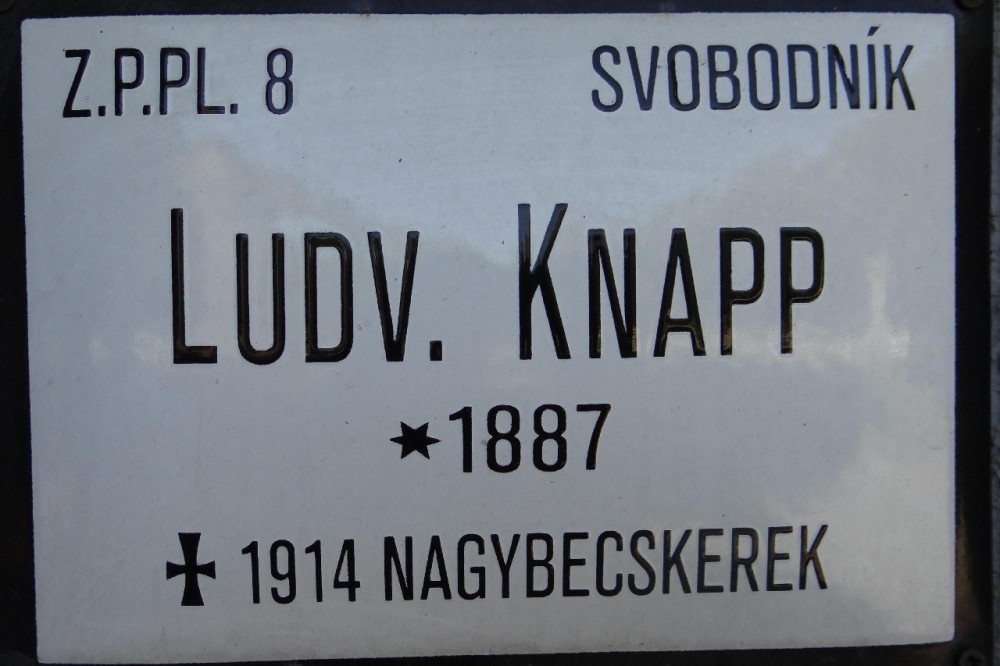 Z.P.PL. 8 SVOBODNÍK
LUDV. KNAPP
*1887
✠ 1914 NAGYBECSKEREK